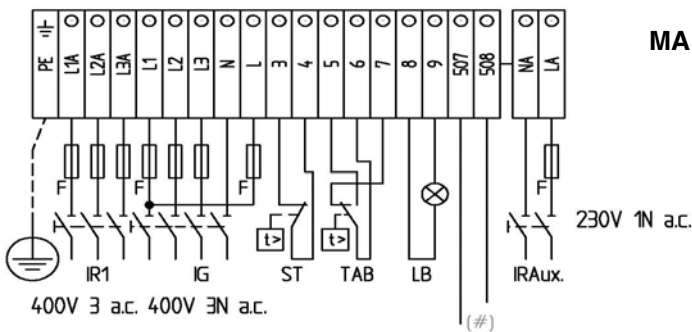 MA
PE L1A L2A L3A L1 L2 L3 N L 3 4 5 6 7 8 9 507 508 NA LA
F F F F
t> t> 230V 1N a.c.
IR1 IG ST TAB LB IRAux.
400V 3 a.c. 400V 3N a.c.
(#)